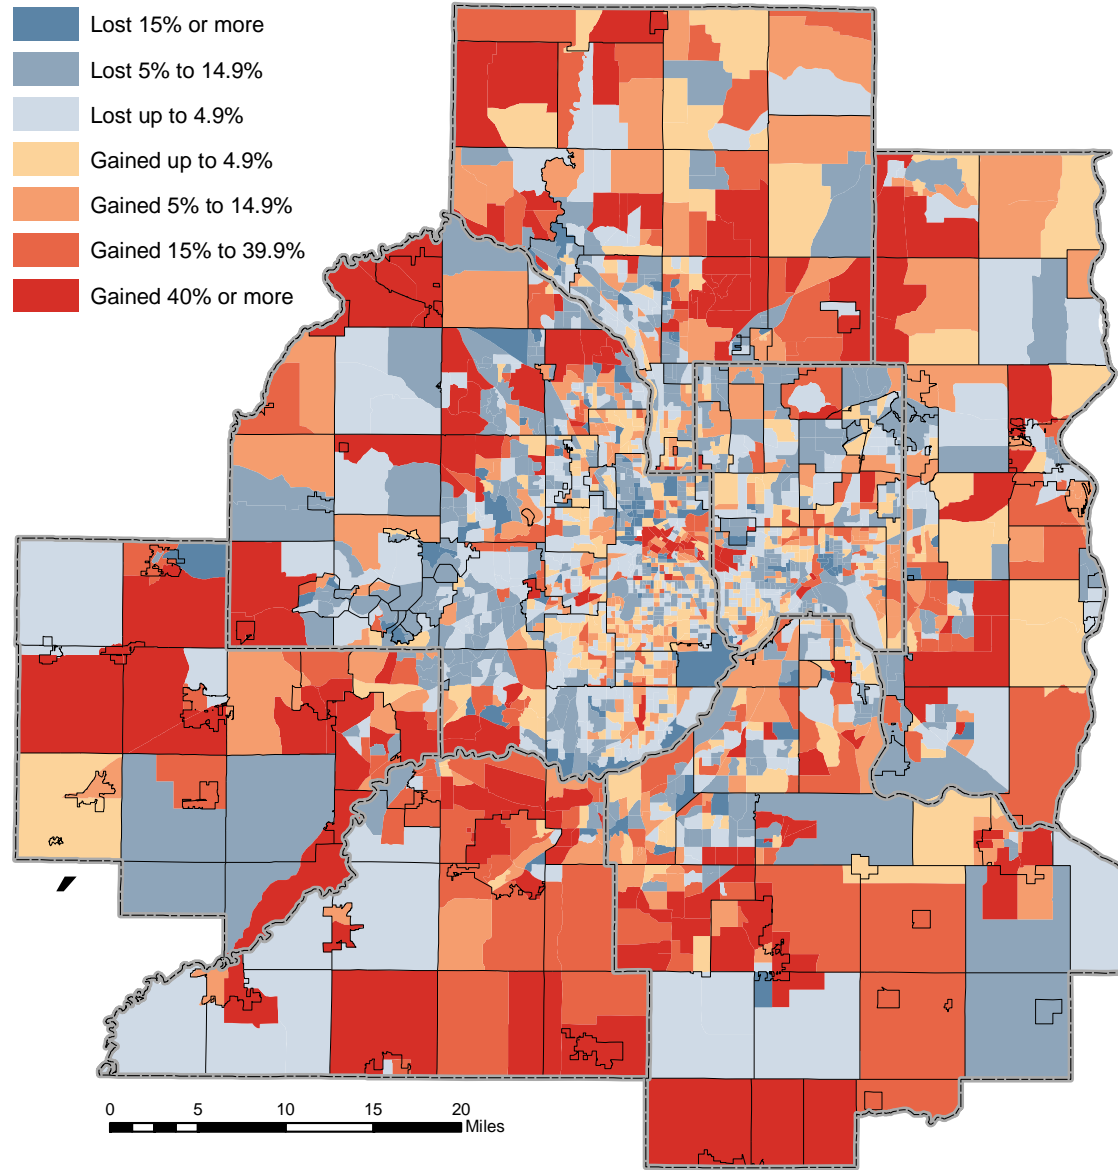 Lost 15% or more
Lost 5% to 14.9%
Lost up to 4.9%
Gained up to 4.9%
Gained 5% to 14.9%
Gained 15% to 39.9%
Gained 40% or more
0 5 10 15 20
Miles